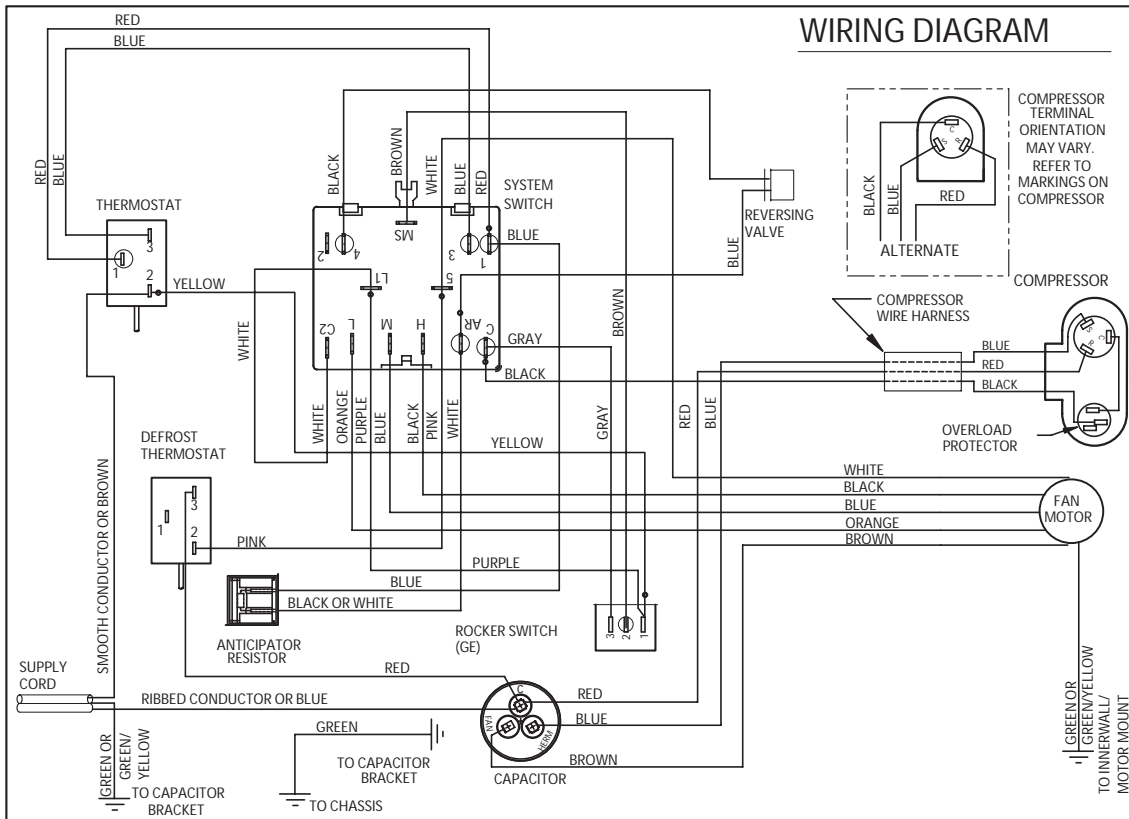 WIRING DIAGRAM
RED
BLUE
RED
BLUE
BLACK
BROWN
WHITE
BLUE
RED
SYSTEM
SWITCH
THERMOSTAT
3
1
2
YELLOW
2
4
MS
3
1
BLUE
L1
5
C2
L
M
H
AR
C
GRAY
BLACK
WHITE
BROWN
BLUE
REVERSING
VALVE
C
S
R
BLACK
BLUE
RED
ALTERNATE
COMPRESSOR
TERMINAL
ORIENTATION
MAY VARY.
REFER TO
MARKINGS ON
COMPRESSOR
COMPRESSOR
COMPRESSOR
WIRE HARNESS
BLUE
RED
BLACK
S
R
C
OVERLOAD
PROTECTOR
WHITE
ORANGE
PURPLE
BLUE
BLACK
PINK
WHITE
YELLOW
GRAY
RED
BLUE
DEFROST
THERMOSTAT
3
1
2
PINK
WHITE
BLACK
BLUE
ORANGE
BROWN
FAN
MOTOR
PURPLE
BLUE
BLACK OR WHITE
ANTICIPATOR
RESISTOR
ROCKER SWITCH
(GE)
3
2
1
SMOOTH CONDUCTOR OR BROWN
SUPPLY
CORD
RED
RIBBED CONDUCTOR OR BLUE
C
FAN
HERM
RED
BLUE
BROWN
CAPACITOR
GREEN
TO CAPACITOR
BRACKET
TO CHASSIS
GREEN OR
GREEN/
YELLOW
TO CAPACITOR
BRACKET
GREEN OR
GREEN/YELLOW
TO INNERWALL/
MOTOR MOUNT